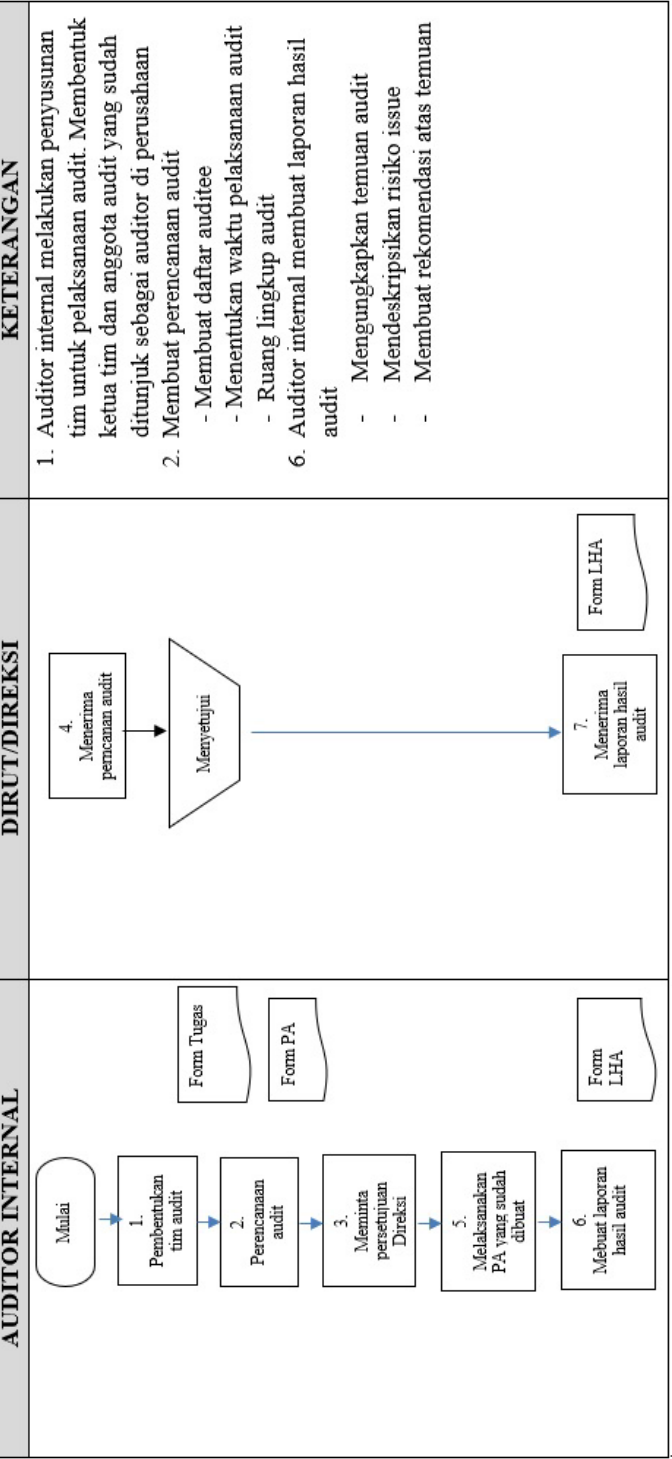 AUDITOR INTERNAL
DIRUT/DIREKSI
KETERANGAN
Mulai
1.
Pembentukan
tim audit
Form Tugas
2.
Perencanaan
audit
Form PA
3.
Meminta
persetujuan
Direksi
5.
Melaksanakan
PA yang sudah
dibuat
6.
Mebuat laporan
hasil audit
Form
LHA
4.
Menerima
perncanan audit
Menyetujui
7.
Menerima
laporan hasil
audit
Form LHA
1. Auditor internal melakukan penyusunan
tim untuk pelaksanaan audit. Membentuk
ketua tim dan anggota audit yang sudah
ditunjuk sebagai auditor di perusahaan
2. Membuat perencanaan audit
- Membuat daftar auditee
- Menentukan waktu pelaksanaan audit
- Ruang lingkup audit
6. Auditor internal membuat laporan hasil
audit
- Mengungkapkan temuan audit
- Mendeskripsikan risiko issue
- Membuat rekomendasi atas temuan